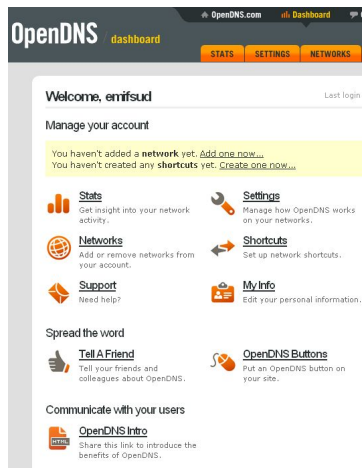 OpenDNS.com Dashboard
OpenDNS / dashboard
STATS SETTINGS NETWORKS
Welcome, emifsud Last login
Manage your account
You haven't added a network yet. Add one now...
You haven't created any shortcuts yet. Create one now...
Stats
Get insight into your network
activity.
Settings
Manage how OpenDNS works
on your networks.
Networks
Add or remove networks from
your account.
Shortcuts
Set up network shortcuts.
Support
Need help?
My Info
Edit your personal information.
Spread the word
Tell A Friend
Tell your friends and
colleagues about OpenDNS.
OpenDNS Buttons
Put an OpenDNS button on
your site.
Communicate with your users
HTML
OpenDNS Intro
Share this link to introduce the
benefits of OpenDNS.